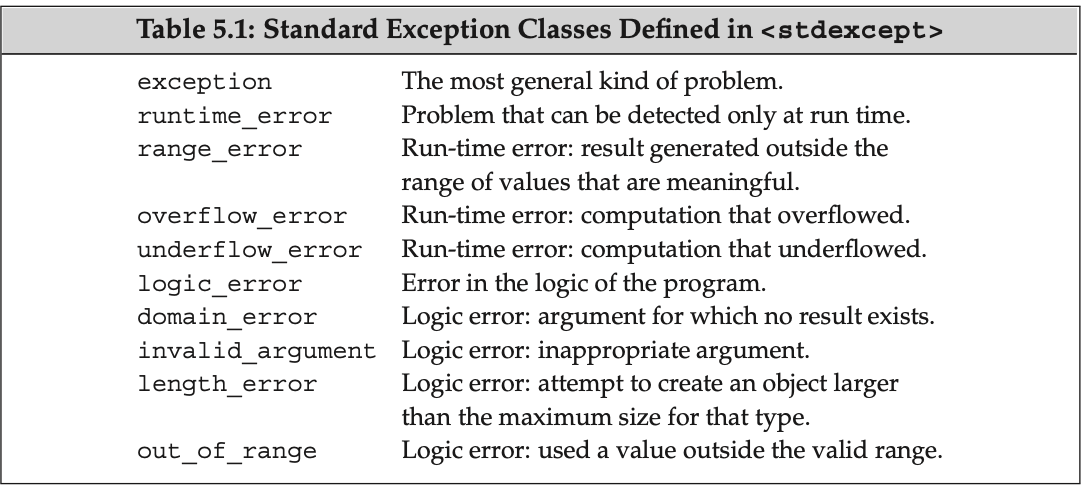 Table 5.1: Standard Exception Classes Defined in <stdexcept>
exception The most general kind of problem.
runtime_error Problem that can be detected only at run time.
range_error Run-time error: result generated outside the
range of values that are meaningful.
overflow_error Run-time error: computation that overflowed.
underflow_error Run-time error: computation that underflowed.
logic_error Error in the logic of the program.
domain_error Logic error: argument for which no result exists.
invalid_argument Logic error: inappropriate argument.
length_error Logic error: attempt to create an object larger
than the maximum size for that type.
out_of_range Logic error: used a value outside the valid range.